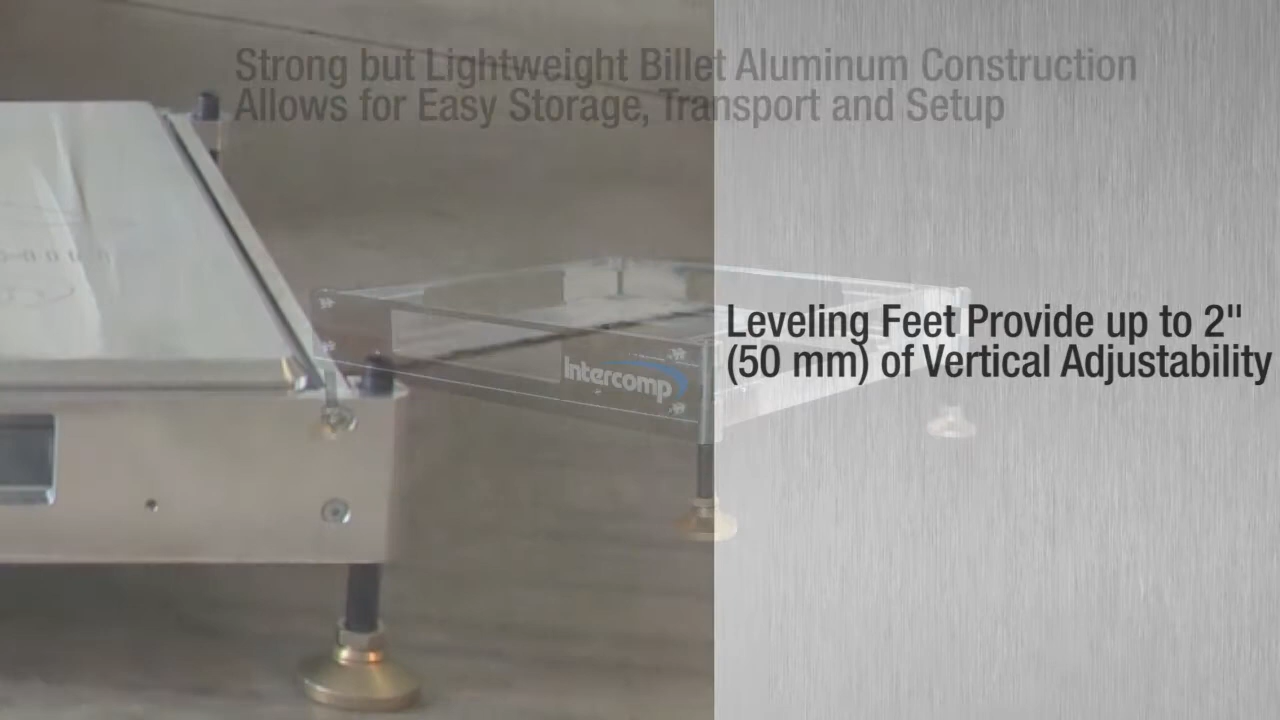 Strong but Lightweight Billet Aluminum Construction
Allows for Easy Storage, Transport and Setup
Leveling Feet Provide up to 2"
(50 mm) of Vertical Adjustability
Intercomp